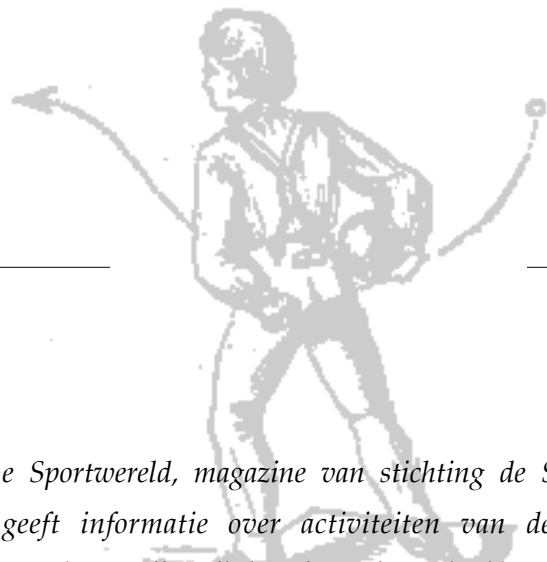 e Sportwereld, magazine van stichting de S
geeft informatie over activiteiten van de